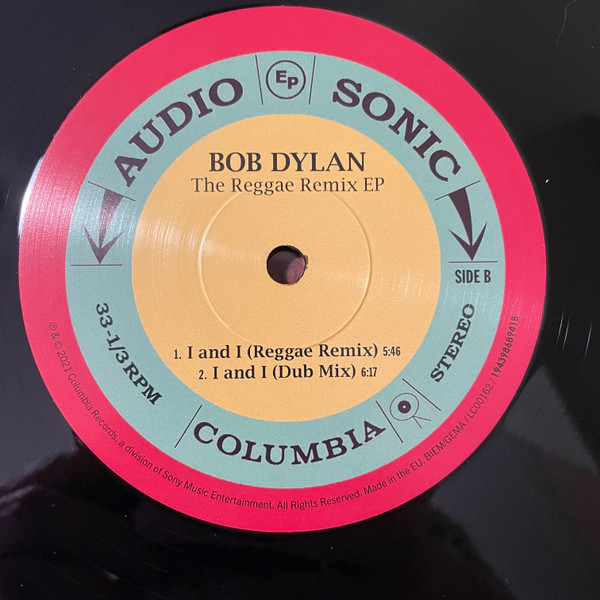 AUDIO
EP
SONIC
BOB DYLAN
The Reggae Remix EP
SIDE B
33-1/3 RPM
STEREO
1. I and I (Reggae Remix) 5:46
2. I and I (Dub Mix) 6:17
COLUMBIA
℗ & © 2021 Columbia Records, a division of Sony Music Entertainment. All Rights Reserved. Made in the EU. BIEM/GEMA / LC00162 / 19439868941B